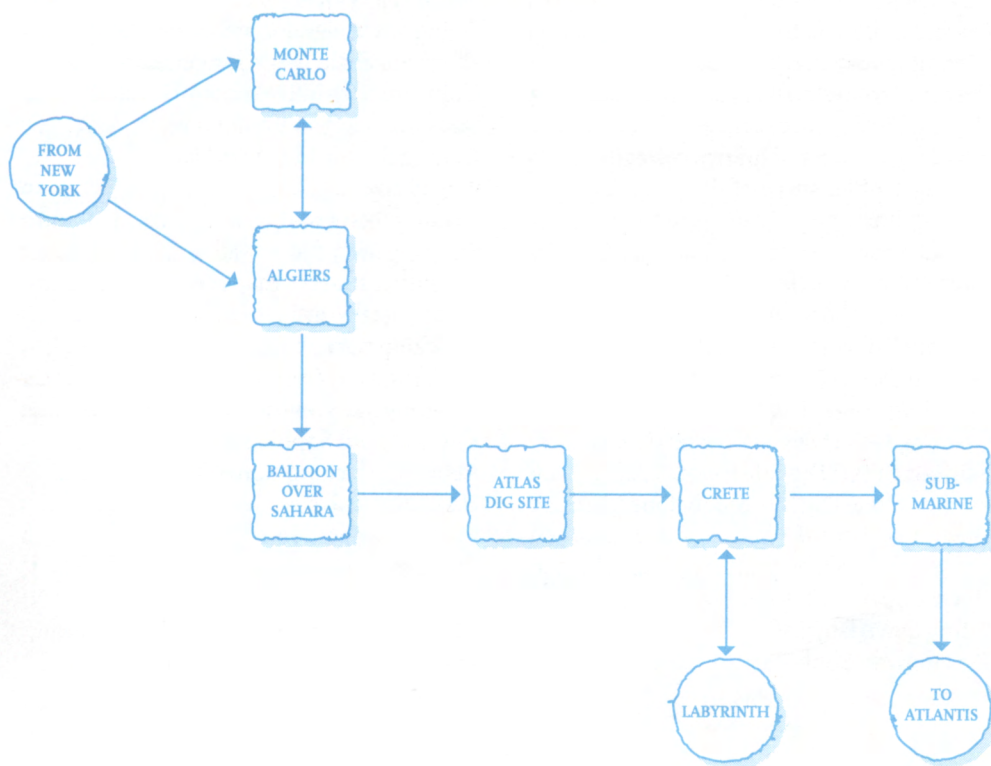 MONTE
CARLO
FROM
NEW
YORK
ALGIERS
BALLOON
OVER
SAHARA
ATLAS
DIG SITE
CRETE
SUB-
MARINE
LABYRINTH
TO
ATLANTIS